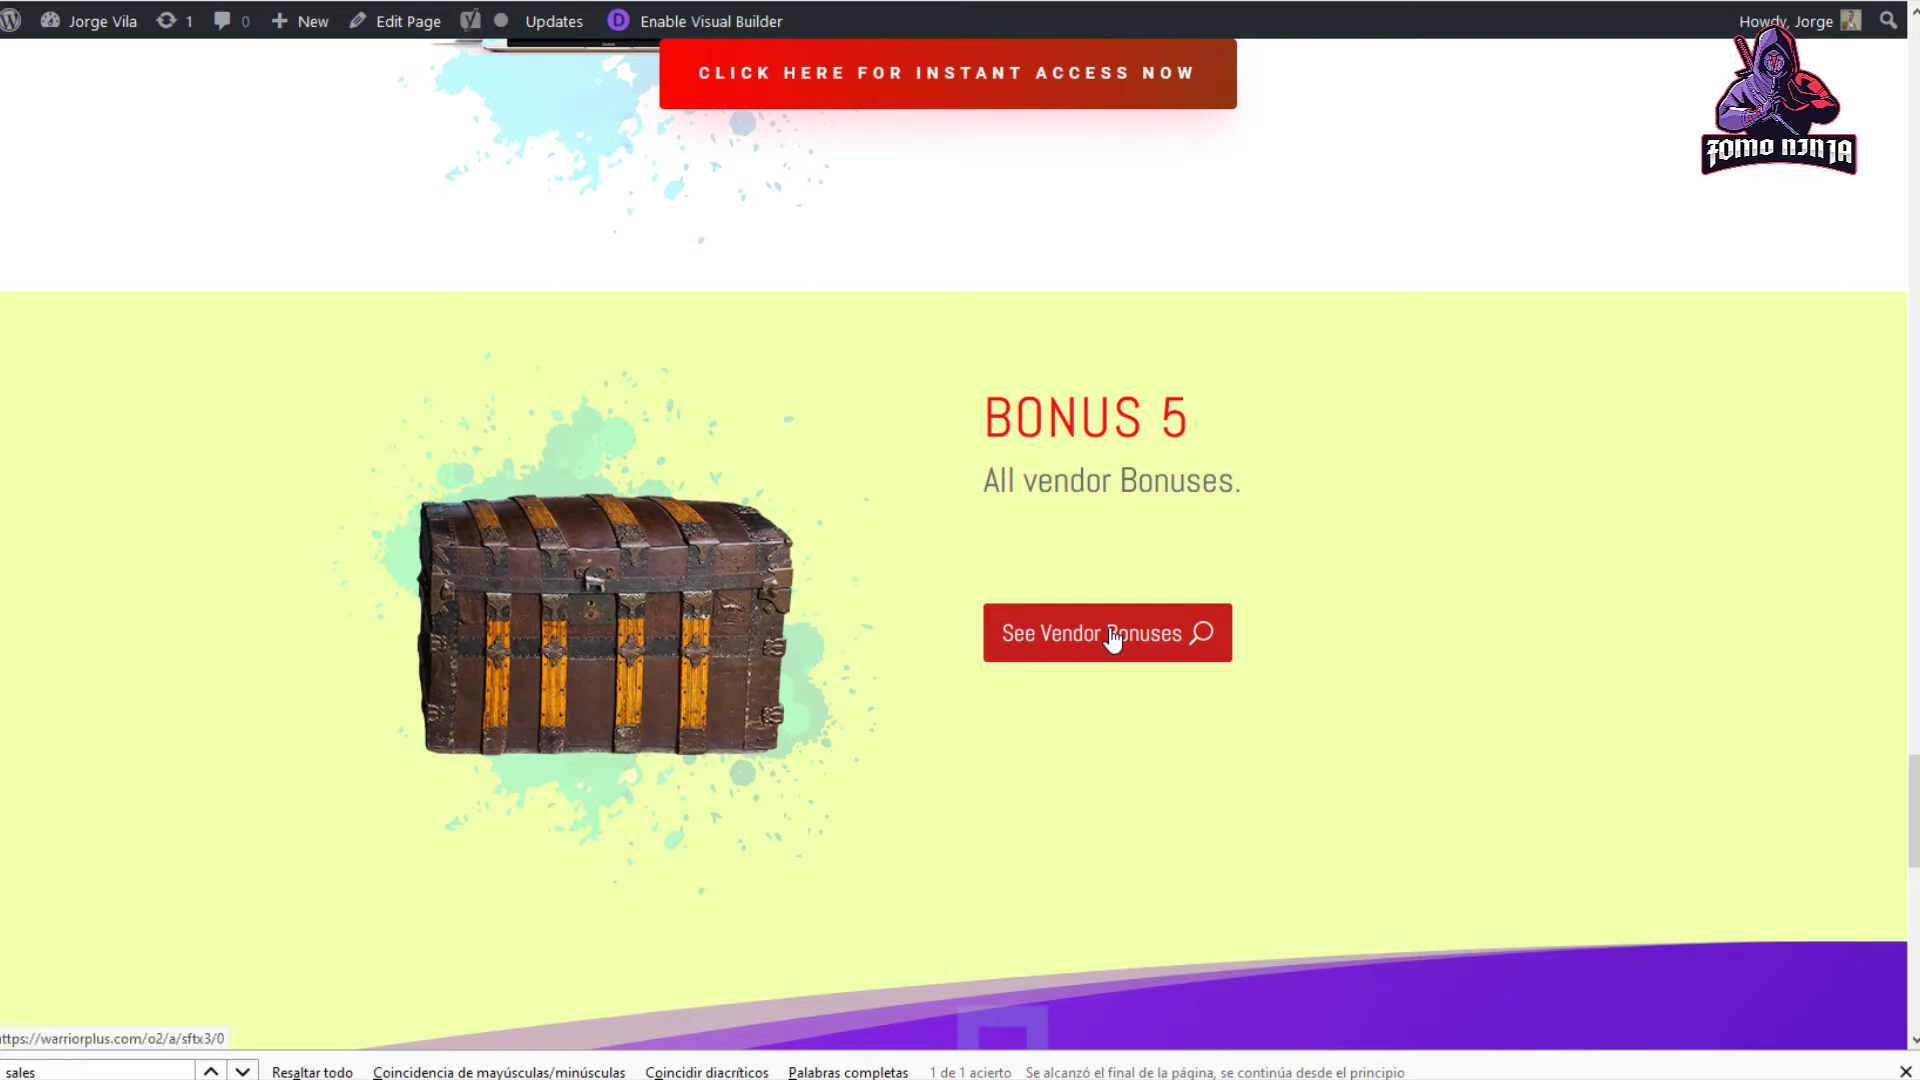 Jorge Vila 1 0 New Edit Page Updates D Enable Visual Builder Howdy, Jorge
CLICK HERE FOR INSTANT ACCESS NOW
FOMO NINJA
BONUS 5
All vendor Bonuses.
See Vendor Bonuses
ttps://warriorplus.com/o2/a/sftx3/0
sales Resaltar todo Coincidencia de mayúsculas/minúsculas Coincidir diacríticos Palabras completas 1 de 1 acierto Se alcanzó el final de la página, se continúa desde el principio